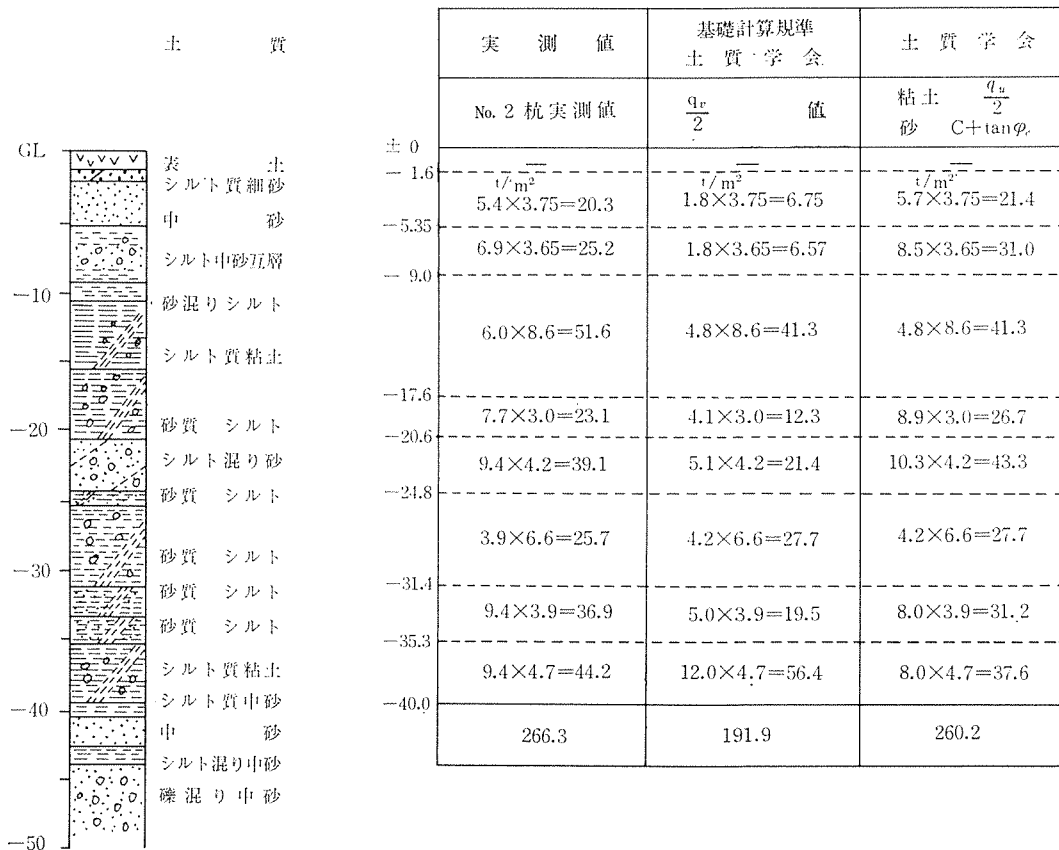 土 質
GL
表 土
シルト質細砂
中 砂
シルト中砂互層
-10
砂混りシルト
シルト質粘土
砂質 シルト
-20
シルト混り砂
砂質 シルト
砂質 シルト
-30
砂質 シルト
砂質 シルト
シルト質粘土
シルト質中砂
-40
中 砂
シルト混り中砂
礫混り中砂
-50
実 測 値
基礎計算規準
土 質 学 会
土 質 学 会
No. 2 杭実測値
qv/2 値
粘土 qu/2
砂 C+tanφ
±0
-1.6
t/m² t/m² t/m²
5.4×3.75=20.3 1.8×3.75=6.75 5.7×3.75=21.4
-5.35
6.9×3.65=25.2 1.8×3.65=6.57 8.5×3.65=31.0
-9.0
6.0×8.6=51.6 4.8×8.6=41.3 4.8×8.6=41.3
-17.6
7.7×3.0=23.1 4.1×3.0=12.3 8.9×3.0=26.7
-20.6
9.4×4.2=39.1 5.1×4.2=21.4 10.3×4.2=43.3
-24.8
3.9×6.6=25.7 4.2×6.6=27.7 4.2×6.6=27.7
-31.4
9.4×3.9=36.9 5.0×3.9=19.5 8.0×3.9=31.2
-35.3
9.4×4.7=44.2 12.0×4.7=56.4 8.0×4.7=37.6
-40.0
266.3 191.9 260.2